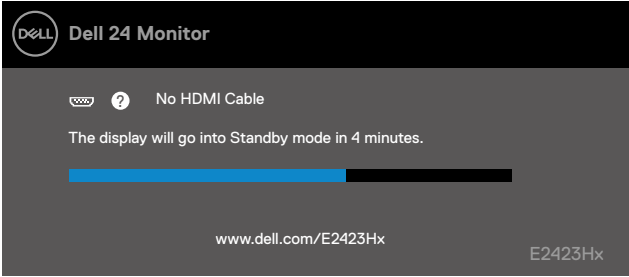 DELL Dell 24 Monitor
? No HDMI Cable
The display will go into Standby mode in 4 minutes.
www.dell.com/E2423Hx
E2423Hx